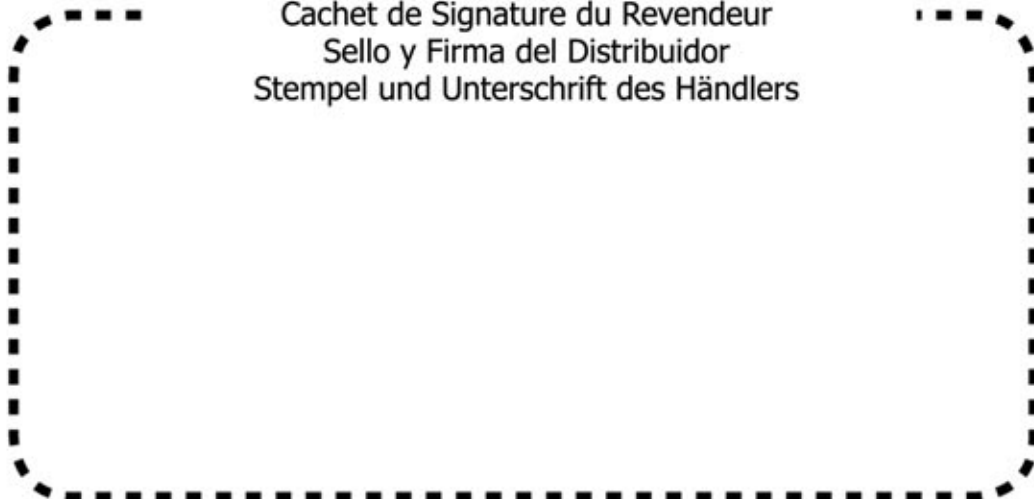 Cachet de Signature du Revendeur
Sello y Firma del Distribuidor
Stempel und Unterschrift des Händlers